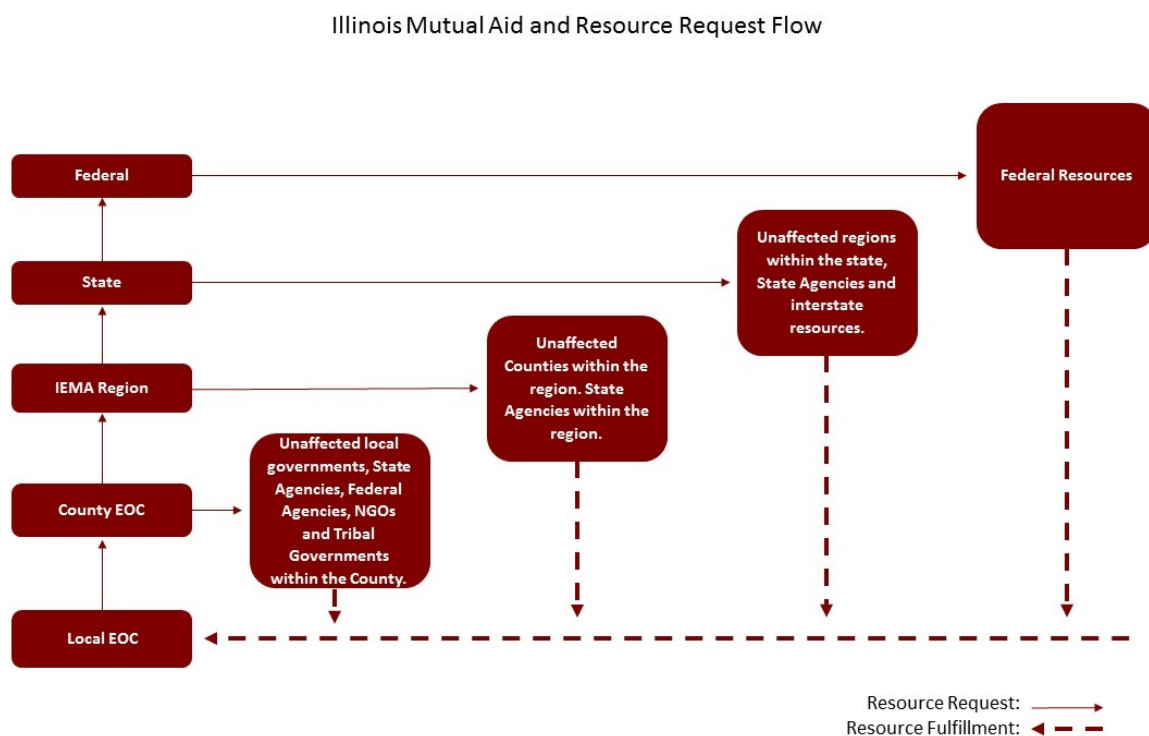 Illinois Mutual Aid and Resource Request Flow
Federal
Federal Resources
State
Unaffected regions
within the state,
State Agencies and
interstate
resources.
IEMA Region
Unaffected
Counties within the
region. State
Agencies within the
region.
County EOC
Unaffected local
governments, State
Agencies, Federal
Agencies, NGOs
and Tribal
Governments
within the County.
Local EOC
Resource Request:
Resource Fulfillment: